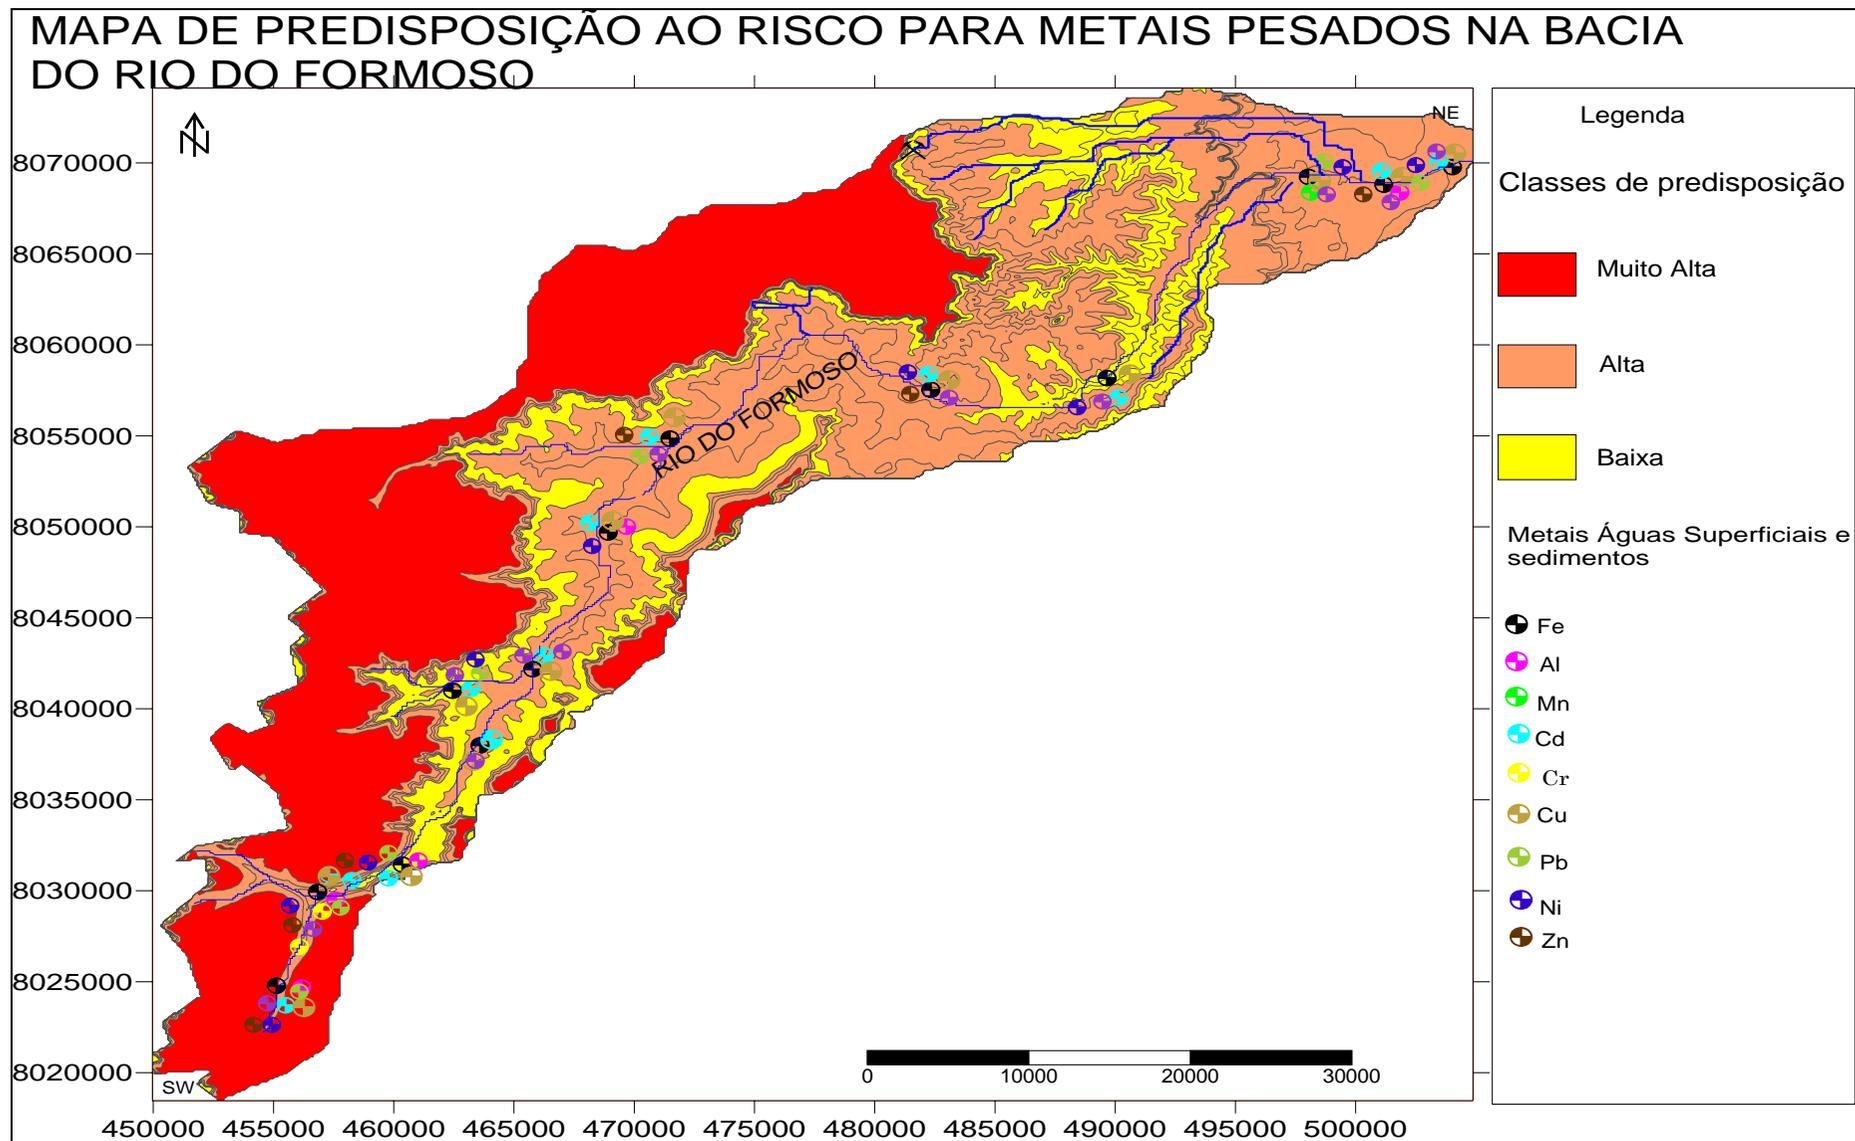 MAPA DE PREDISPOSIÇÃO AO RISCO PARA METAIS PESADOS NA BACIA
DO RIO DO FORMOSO
N
NE
8070000
8065000
8060000
8055000
8050000
8045000
8040000
8035000
8030000
8025000
8020000
RIO DO FORMOSO
SW
0 10000 20000 30000
450000 455000 460000 465000 470000 475000 480000 485000 490000 495000 500000
Legenda
Classes de predisposição
Muito Alta
Alta
Baixa
Metais Águas Superficiais e
sedimentos
Fe
Al
Mn
Cd
Cr
Cu
Pb
Ni
Zn